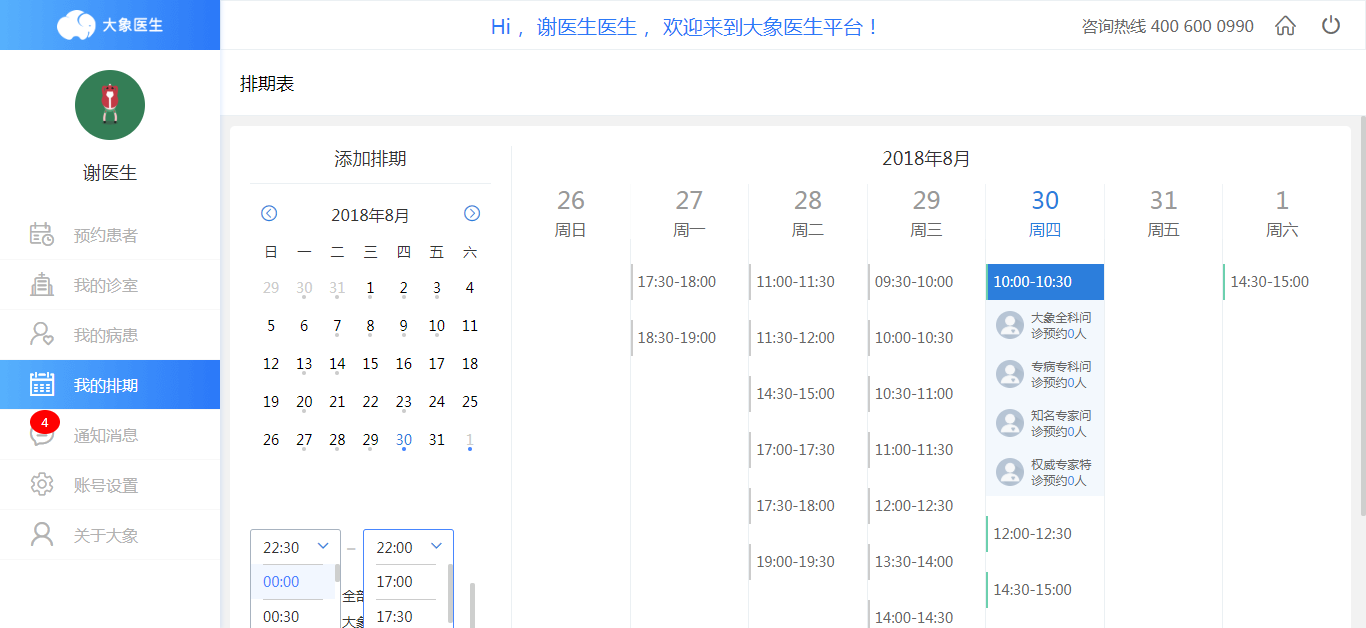 大象医生
Hi， 谢医生医生 ， 欢迎来到大象医生平台！
咨询热线 400 600 0990
谢医生
预约患者
我的诊室
我的病患
我的排期
4
通知消息
账号设置
关于大象
排期表
添加排期
2018年8月
日 一 二 三 四 五 六
29 30 31 1 2 3 4
5 6 7 8 9 10 11
12 13 14 15 16 17 18
19 20 21 22 23 24 25
26 27 28 29 30 31 1
22:30 – 22:00
00:00 17:00
全部
00:30 17:30
大象
2018年8月
26 27 28 29 30 31 1
周日 周一 周二 周三 周四 周五 周六
17:30-18:00
18:30-19:00
11:00-11:30
11:30-12:00
14:30-15:00
17:00-17:30
17:30-18:00
19:00-19:30
09:30-10:00
10:00-10:30
10:30-11:00
11:00-11:30
12:00-12:30
13:30-14:00
14:00-14:30
10:00-10:30
大象全科问
诊预约0人
专病专科问
诊预约0人
知名专家问
诊预约0人
权威专家特
诊预约0人
12:00-12:30
14:30-15:00
14:30-15:00